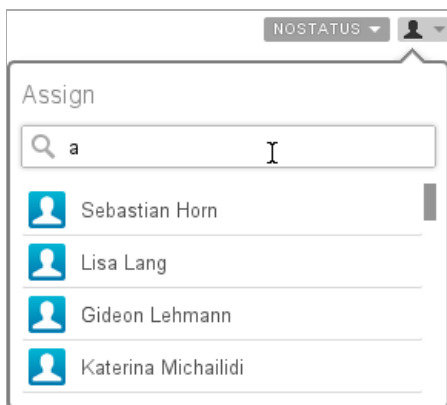 NOSTATUS
Assign
a
Sebastian Horn
Lisa Lang
Gideon Lehmann
Katerina Michailidi